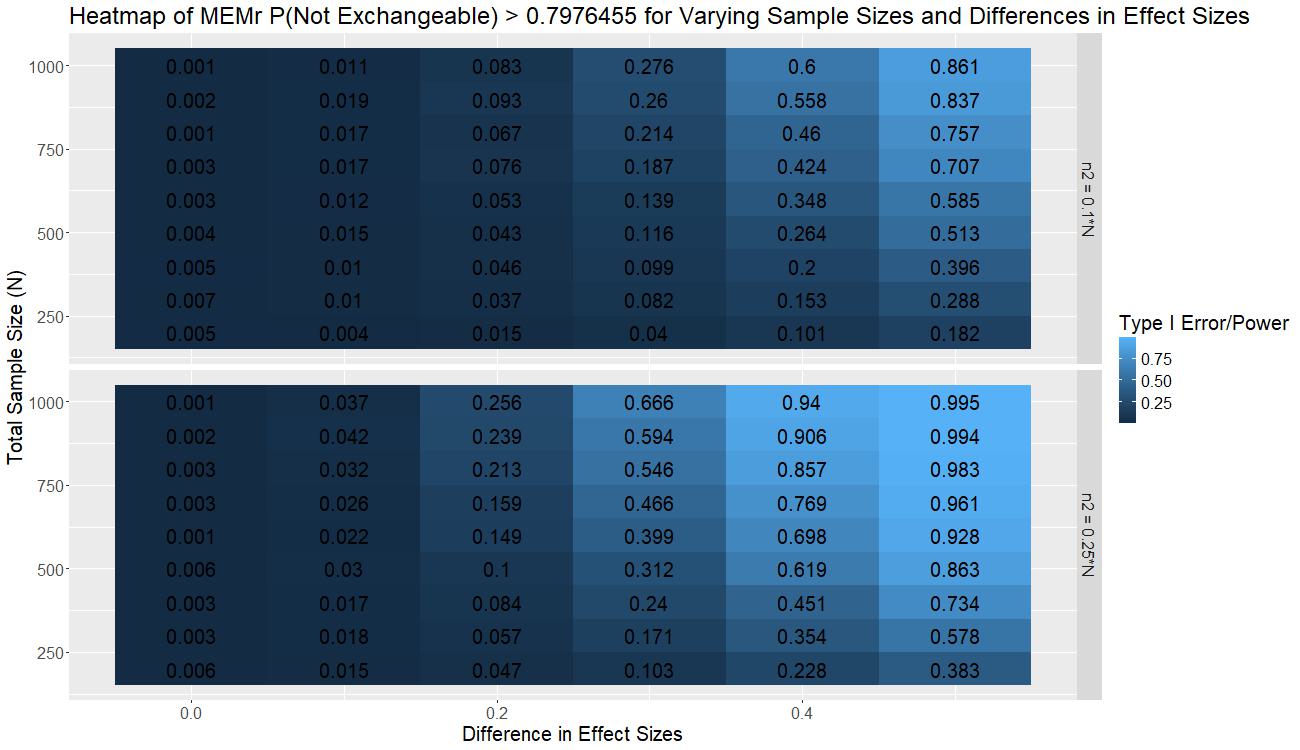 Heatmap of MEMr P(Not Exchangeable) > 0.7976455 for Varying Sample Sizes and Differences in Effect Sizes
Total Sample Size (N)
1000 0.001 0.011 0.083 0.276 0.6 0.861
0.002 0.019 0.093 0.26 0.558 0.837
0.001 0.017 0.067 0.214 0.46 0.757
750
0.003 0.017 0.076 0.187 0.424 0.707
0.003 0.012 0.053 0.139 0.348 0.585
500 0.004 0.015 0.043 0.116 0.264 0.513
0.005 0.01 0.046 0.099 0.2 0.396
0.007 0.01 0.037 0.082 0.153 0.288
250
0.005 0.004 0.015 0.04 0.101 0.182
n2 = 0.1*N
1000 0.001 0.037 0.256 0.666 0.94 0.995
0.002 0.042 0.239 0.594 0.906 0.994
0.003 0.032 0.213 0.546 0.857 0.983
750
0.003 0.026 0.159 0.466 0.769 0.961
0.001 0.022 0.149 0.399 0.698 0.928
500 0.006 0.03 0.1 0.312 0.619 0.863
0.003 0.017 0.084 0.24 0.451 0.734
0.003 0.018 0.057 0.171 0.354 0.578
250
0.006 0.015 0.047 0.103 0.228 0.383
n2 = 0.25*N
0.0 0.2 0.4
Difference in Effect Sizes
Type I Error/Power
0.75
0.50
0.25